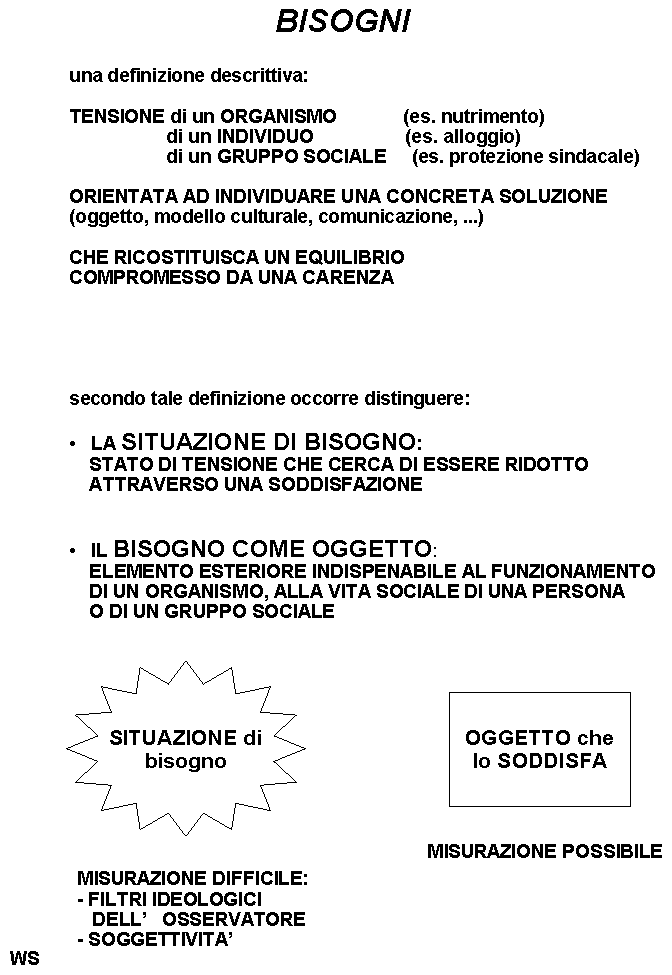 BISOGNI
una definizione descrittiva:
TENSIONE di un ORGANISMO (es. nutrimento)
di un INDIVIDUO (es. alloggio)
di un GRUPPO SOCIALE (es. protezione sindacale)
ORIENTATA AD INDIVIDUARE UNA CONCRETA SOLUZIONE
(oggetto, modello culturale, comunicazione, ...)
CHE RICOSTITUISCA UN EQUILIBRIO
COMPROMESSO DA UNA CARENZA
secondo tale definizione occorre distinguere:
• LA SITUAZIONE DI BISOGNO:
STATO DI TENSIONE CHE CERCA DI ESSERE RIDOTTO
ATTRAVERSO UNA SODDISFAZIONE
• IL BISOGNO COME OGGETTO:
ELEMENTO ESTERIORE INDISPENABILE AL FUNZIONAMENTO
DI UN ORGANISMO, ALLA VITA SOCIALE DI UNA PERSONA
O DI UN GRUPPO SOCIALE
SITUAZIONE di
bisogno
OGGETTO che
lo SODDISFA
MISURAZIONE POSSIBILE
MISURAZIONE DIFFICILE:
- FILTRI IDEOLOGICI
DELL’ OSSERVATORE
- SOGGETTIVITA’
WS